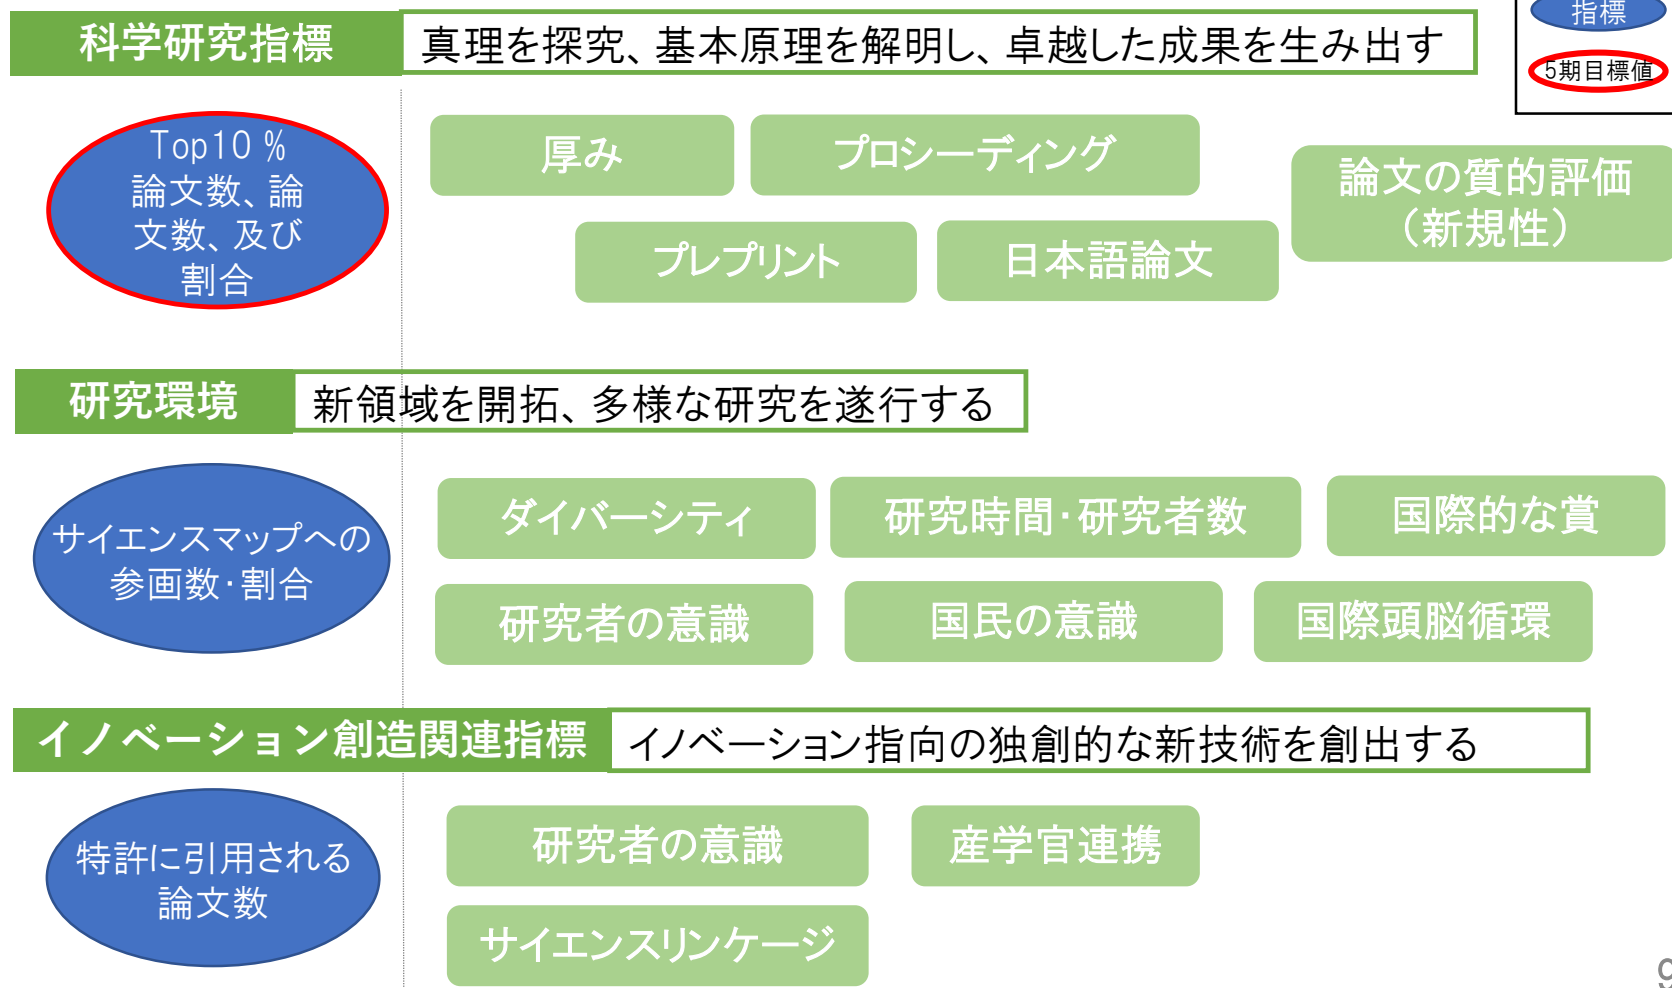 指標
5期目標値
科学研究指標
真理を探究、基本原理を解明し、卓越した成果を生み出す
Top10％
論文数、論
文数、及び
割合
厚み
プロシーディング
論文の質的評価
（新規性）
プレプリント
日本語論文
研究環境
新領域を開拓、多様な研究を遂行する
サイエンスマップへの
参画数・割合
ダイバーシティ
研究時間・研究者数
国際的な賞
研究者の意識
国民の意識
国際頭脳循環
イノベーション創造関連指標
イノベーション指向の独創的な新技術を創出する
特許に引用される
論文数
研究者の意識
産学官連携
サイエンスリンケージ
9